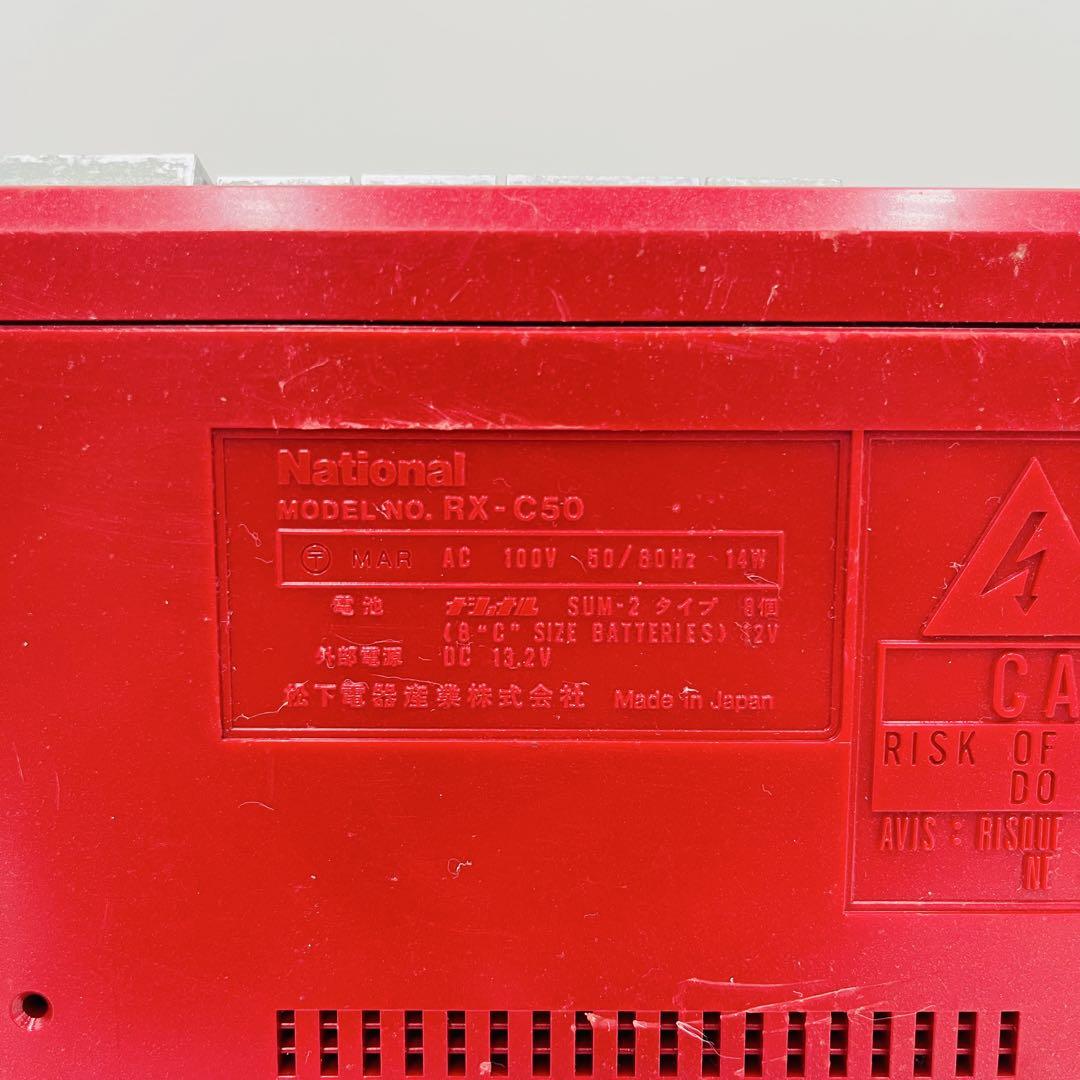 National
MODEL NO. RX-C50
〒 MAR AC 100V 50/60Hz 14W
電池 ナショナル SUM-2タイプ 8個
(8 "C" SIZE BATTERIES) 12V
外部電源 DC 13.2V
松下電器産業株式会社 Made in Japan
CA
RISK OF
DO
AVIS : RISQUE
NE